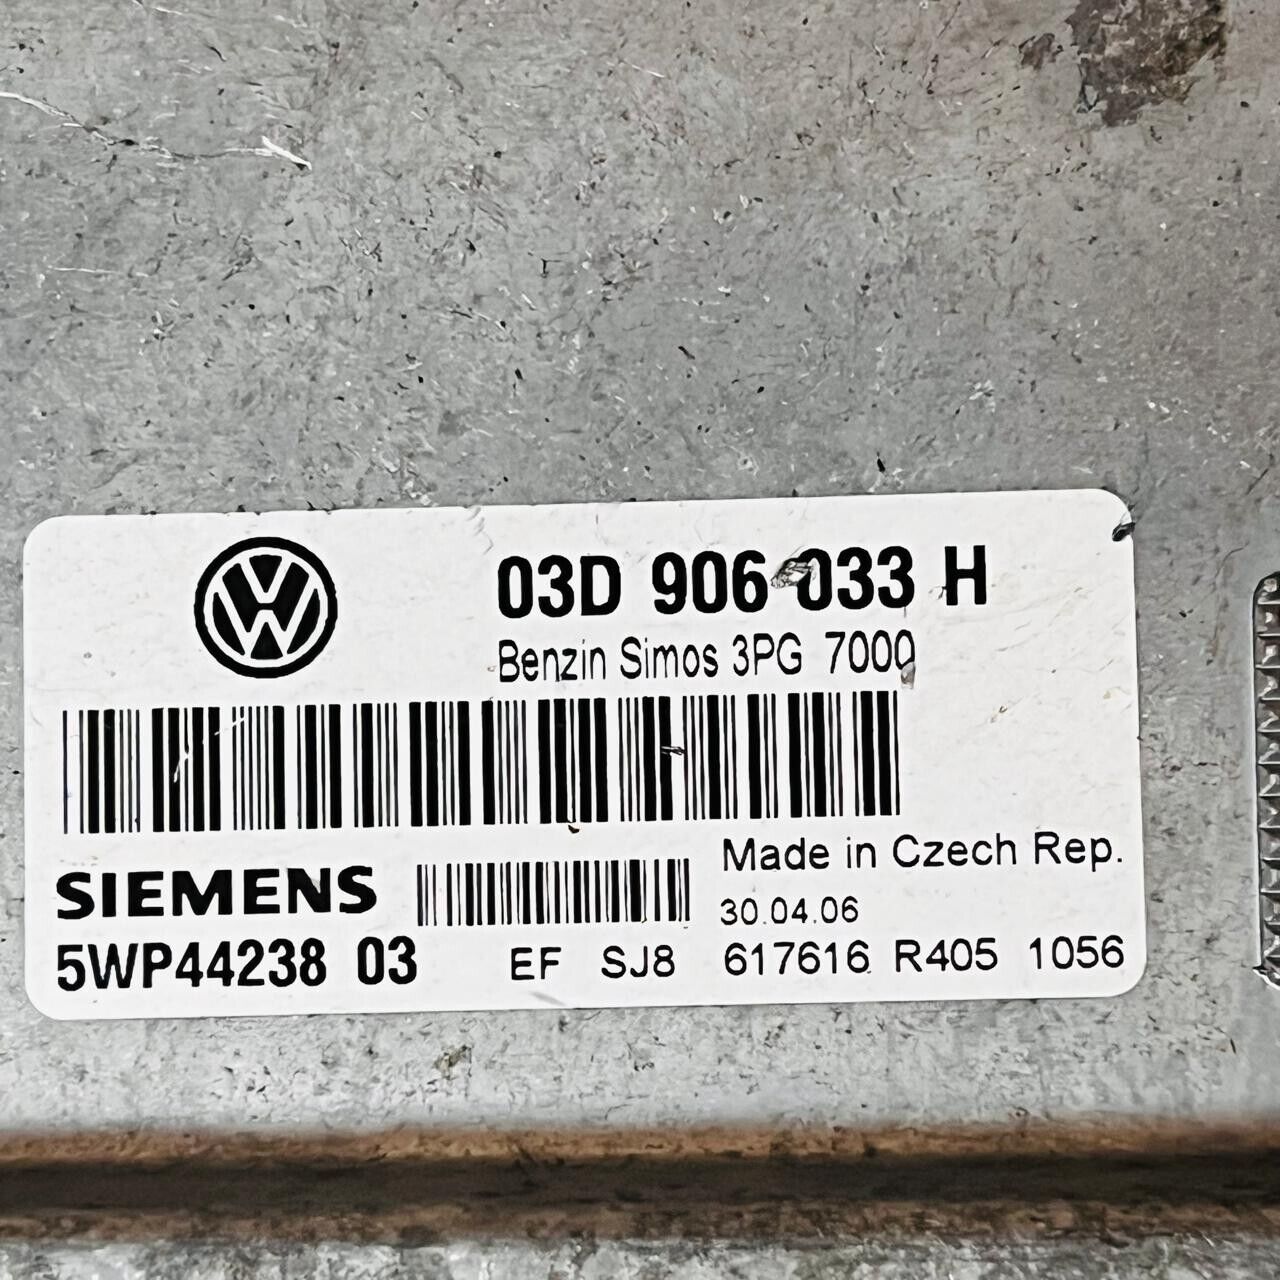 03D 906 033 H
Benzin Simos 3PG 7000
Made in Czech Rep.
SIEMENS
30.04.06
5WP44238 03 EF SJ8 617616 R405 1056